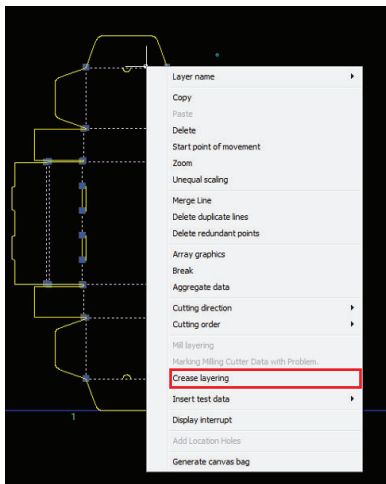 Layer name
Copy
Paste
Delete
Start point of movement
Zoom
Unequal scaling
Merge Line
Delete duplicate lines
Delete redundant points
Array graphics
Break
Aggregate data
Cutting direction
Cutting order
Mill layering
Marking Milling Cutter Data with Problem.
Crease layering
Insert test data
1
Display interrupt
Add Location Holes
Generate canvas bag